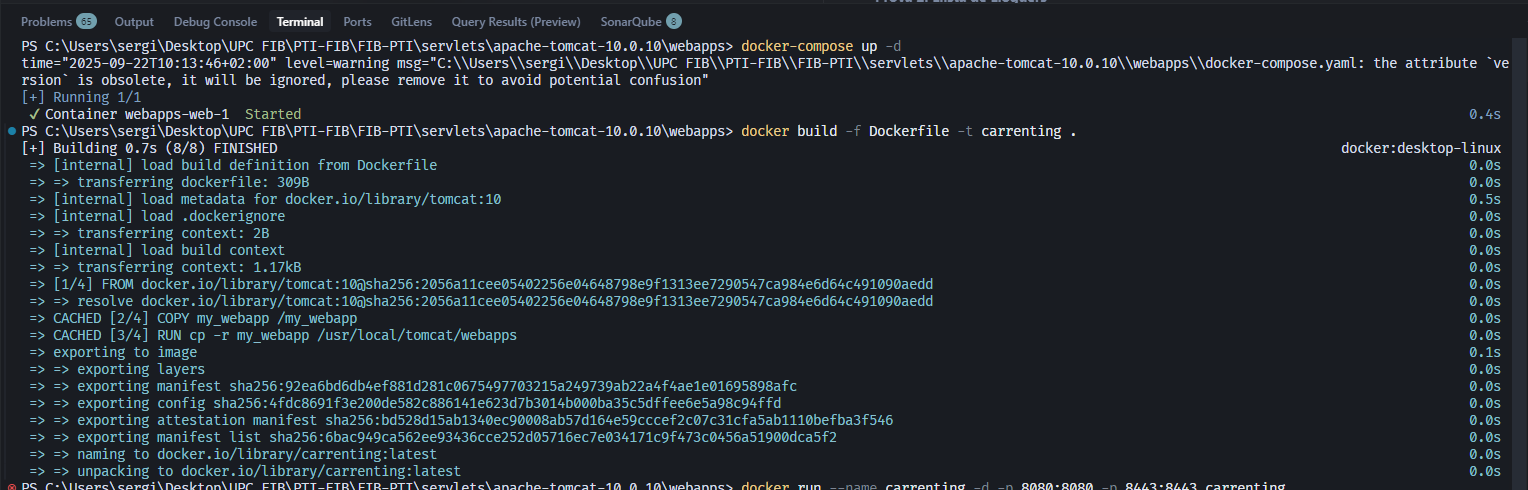 Prova 2: Lista de Lloguers
Problems 65 Output Debug Console Terminal Ports GitLens Query Results (Preview) SonarQube 8
PS C:\Users\sergi\Desktop\UPC FIB\PTI-FIB\FIB-PTI\servlets\apache-tomcat-10.0.10\webapps> docker-compose up -d
time="2025-09-22T10:13:46+02:00" level=warning msg="C:\\Users\\sergi\\Desktop\\UPC FIB\\PTI-FIB\\FIB-PTI\\servlets\\apache-tomcat-10.0.10\\webapps\\docker-compose.yaml: the attribute `ve
rsion` is obsolete, it will be ignored, please remove it to avoid potential confusion"
[+] Running 1/1
✔ Container webapps-web-1 Started 0.4s
PS C:\Users\sergi\Desktop\UPC FIB\PTI-FIB\FIB-PTI\servlets\apache-tomcat-10.0.10\webapps> docker build -f Dockerfile -t carrenting .
[+] Building 0.7s (8/8) FINISHED docker:desktop-linux
=> [internal] load build definition from Dockerfile 0.0s
=> => transferring dockerfile: 309B 0.0s
=> [internal] load metadata for docker.io/library/tomcat:10 0.5s
=> [internal] load .dockerignore 0.0s
=> => transferring context: 2B 0.0s
=> [internal] load build context 0.0s
=> => transferring context: 1.17kB 0.0s
=> [1/4] FROM docker.io/library/tomcat:10@sha256:2056a11cee05402256e04648798e9f1313ee7290547ca984e6d64c491090aedd 0.0s
=> => resolve docker.io/library/tomcat:10@sha256:2056a11cee05402256e04648798e9f1313ee7290547ca984e6d64c491090aedd 0.0s
=> CACHED [2/4] COPY my_webapp /my_webapp 0.0s
=> CACHED [3/4] RUN cp -r my_webapp /usr/local/tomcat/webapps 0.0s
=> exporting to image 0.1s
=> => exporting layers 0.0s
=> => exporting manifest sha256:92ea6bd6db4ef881d281c0675497703215a249739ab22a4f4ae1e01695898afc 0.0s
=> => exporting config sha256:4fdc8691f3e200de582c886141e623d7b3014b000ba35c5dffee6e5a98c94ffd 0.0s
=> => exporting attestation manifest sha256:bd528d15ab1340ec90008ab57d164e59cccef2c07c31cfa5ab1110befba3f546 0.0s
=> => exporting manifest list sha256:6bac949ca562ee93436cce252d05716ec7e034171c9f473c0456a51900dca5f2 0.0s
=> => naming to docker.io/library/carrenting:latest 0.0s
=> => unpacking to docker.io/library/carrenting:latest 0.0s
PS C:\Users\sergi\Desktop\UPC FIB\PTI-FIB\FIB-PTI\servlets\apache-tomcat-10.0.10\webapps> docker run --name carrenting -d -p 8080:8080 -p 8443:8443 carrenting